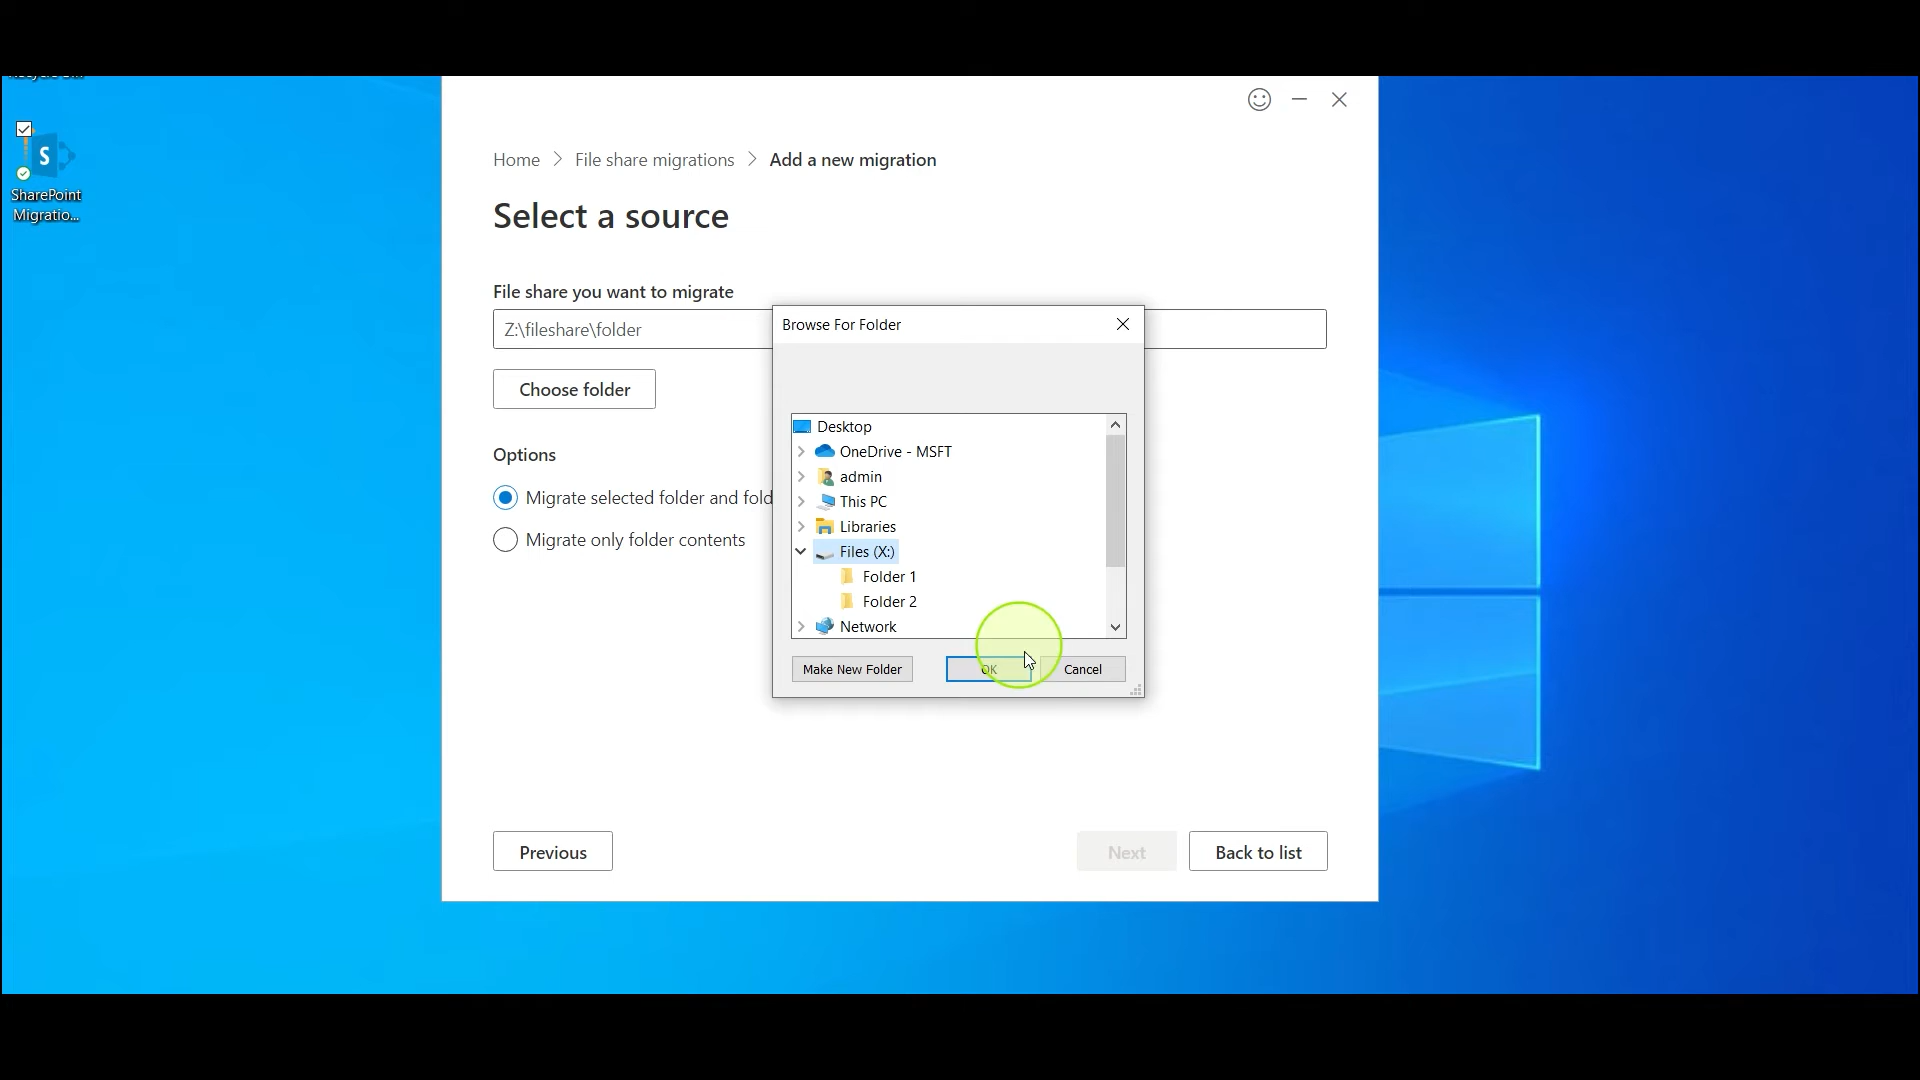 SharePoint
Migratio...
Home > File share migrations > Add a new migration
Select a source
File share you want to migrate
Z:\fileshare\folder
Choose folder
Options
Migrate selected folder and fold
Migrate only folder contents
Browse For Folder
Desktop
OneDrive - MSFT
admin
This PC
Libraries
Files (X:)
Folder 1
Folder 2
Network
Make New Folder
OK
Cancel
Previous
Next
Back to list